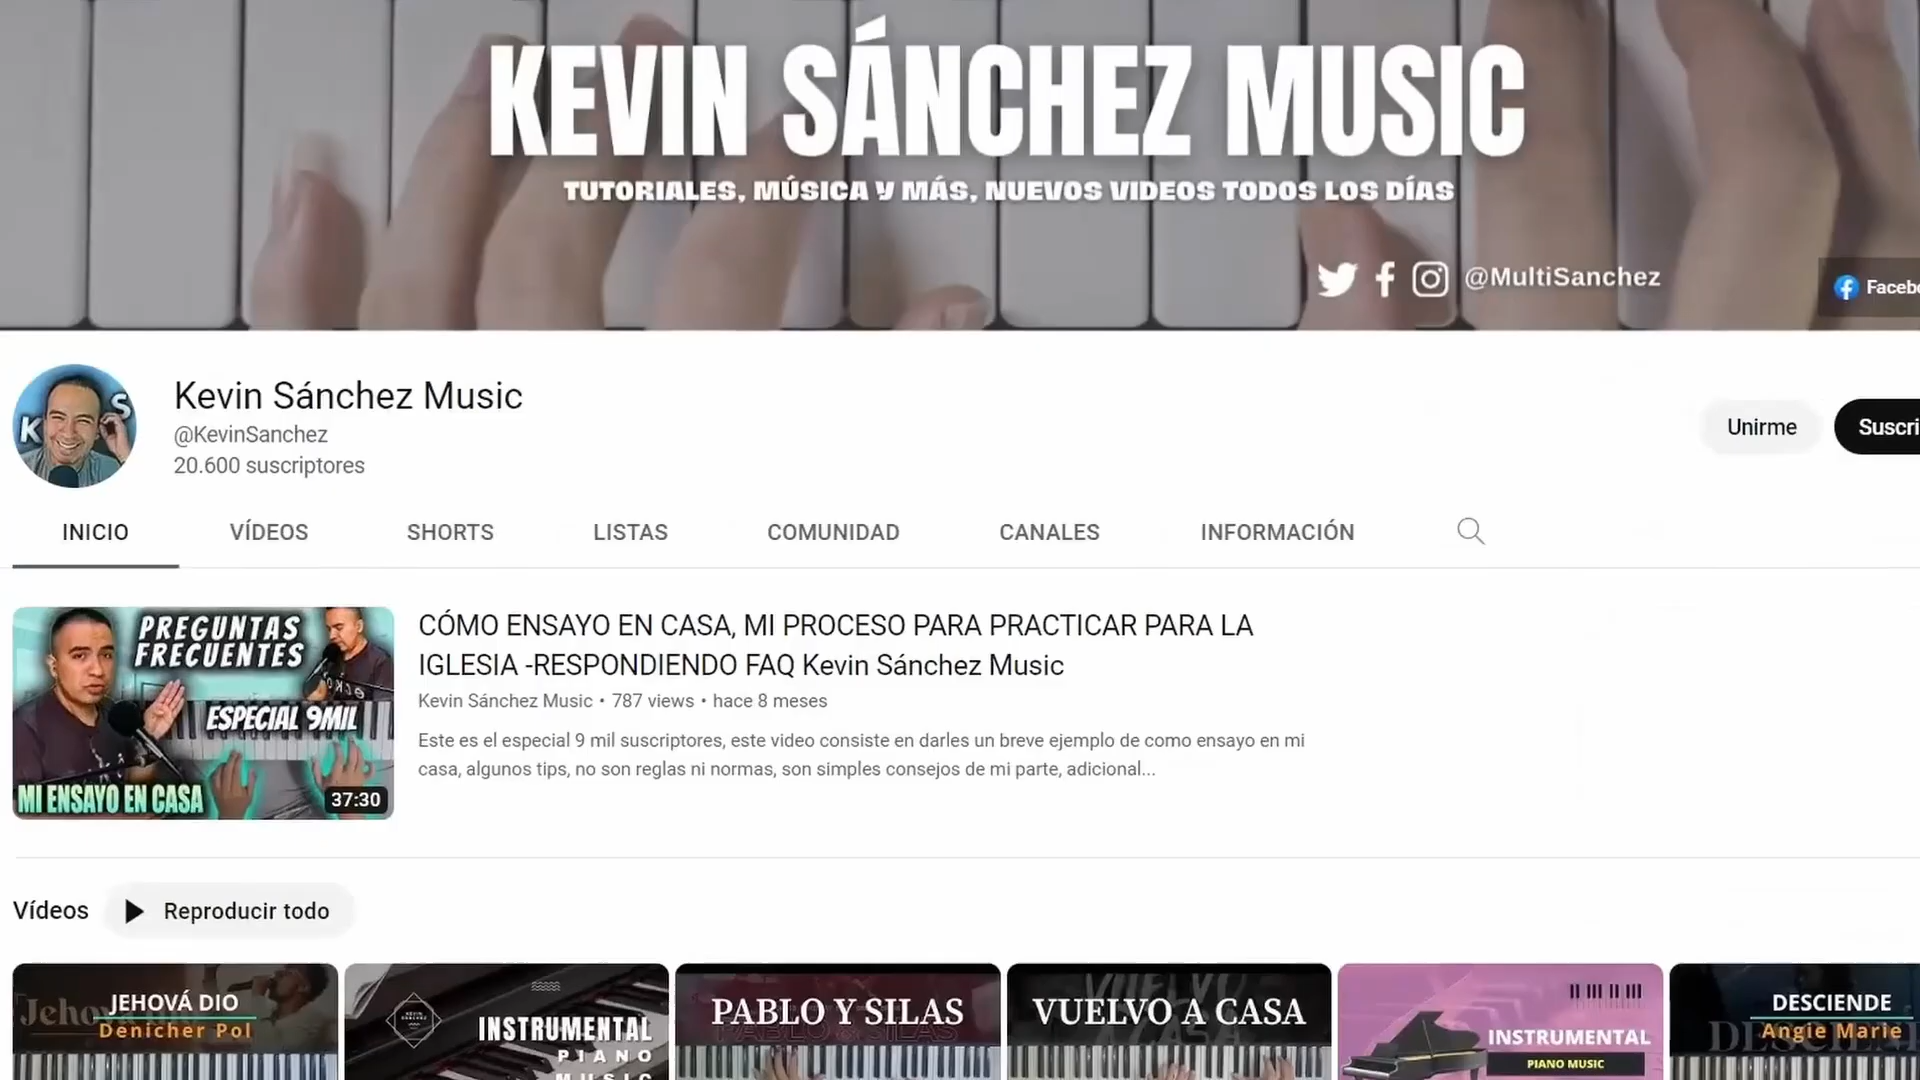 KEVIN SÁNCHEZ MUSIC
TUTORIALES, MÚSICA Y MÁS, NUEVOS VIDEOS TODOS LOS DÍAS
@MultiSanchez
Facebo
K S
Kevin Sánchez Music
@KevinSanchez
20.600 suscriptores
Unirme
Suscri
INICIO
VÍDEOS
SHORTS
LISTAS
COMUNIDAD
CANALES
INFORMACIÓN
PREGUNTAS
FRECUENTES
ESPECIAL 9MIL
MI ENSAYO EN CASA
37:30
CÓMO ENSAYO EN CASA, MI PROCESO PARA PRACTICAR PARA LA
IGLESIA -RESPONDIENDO FAQ Kevin Sánchez Music
Kevin Sánchez Music • 787 views • hace 8 meses
Este es el especial 9 mil suscriptores, este video consiste en darles un breve ejemplo de como ensayo en mi
casa, algunos tips, no son reglas ni normas, son simples consejos de mi parte, adicional...
Vídeos
Reproducir todo
JEHOVÁ DIO
Denicher Pol
INSTRUMENTAL
PIANO
MUSIC
PABLO Y SILAS
VUELVO A CASA
INSTRUMENTAL
PIANO MUSIC
DESCIENDE
Angie Marie